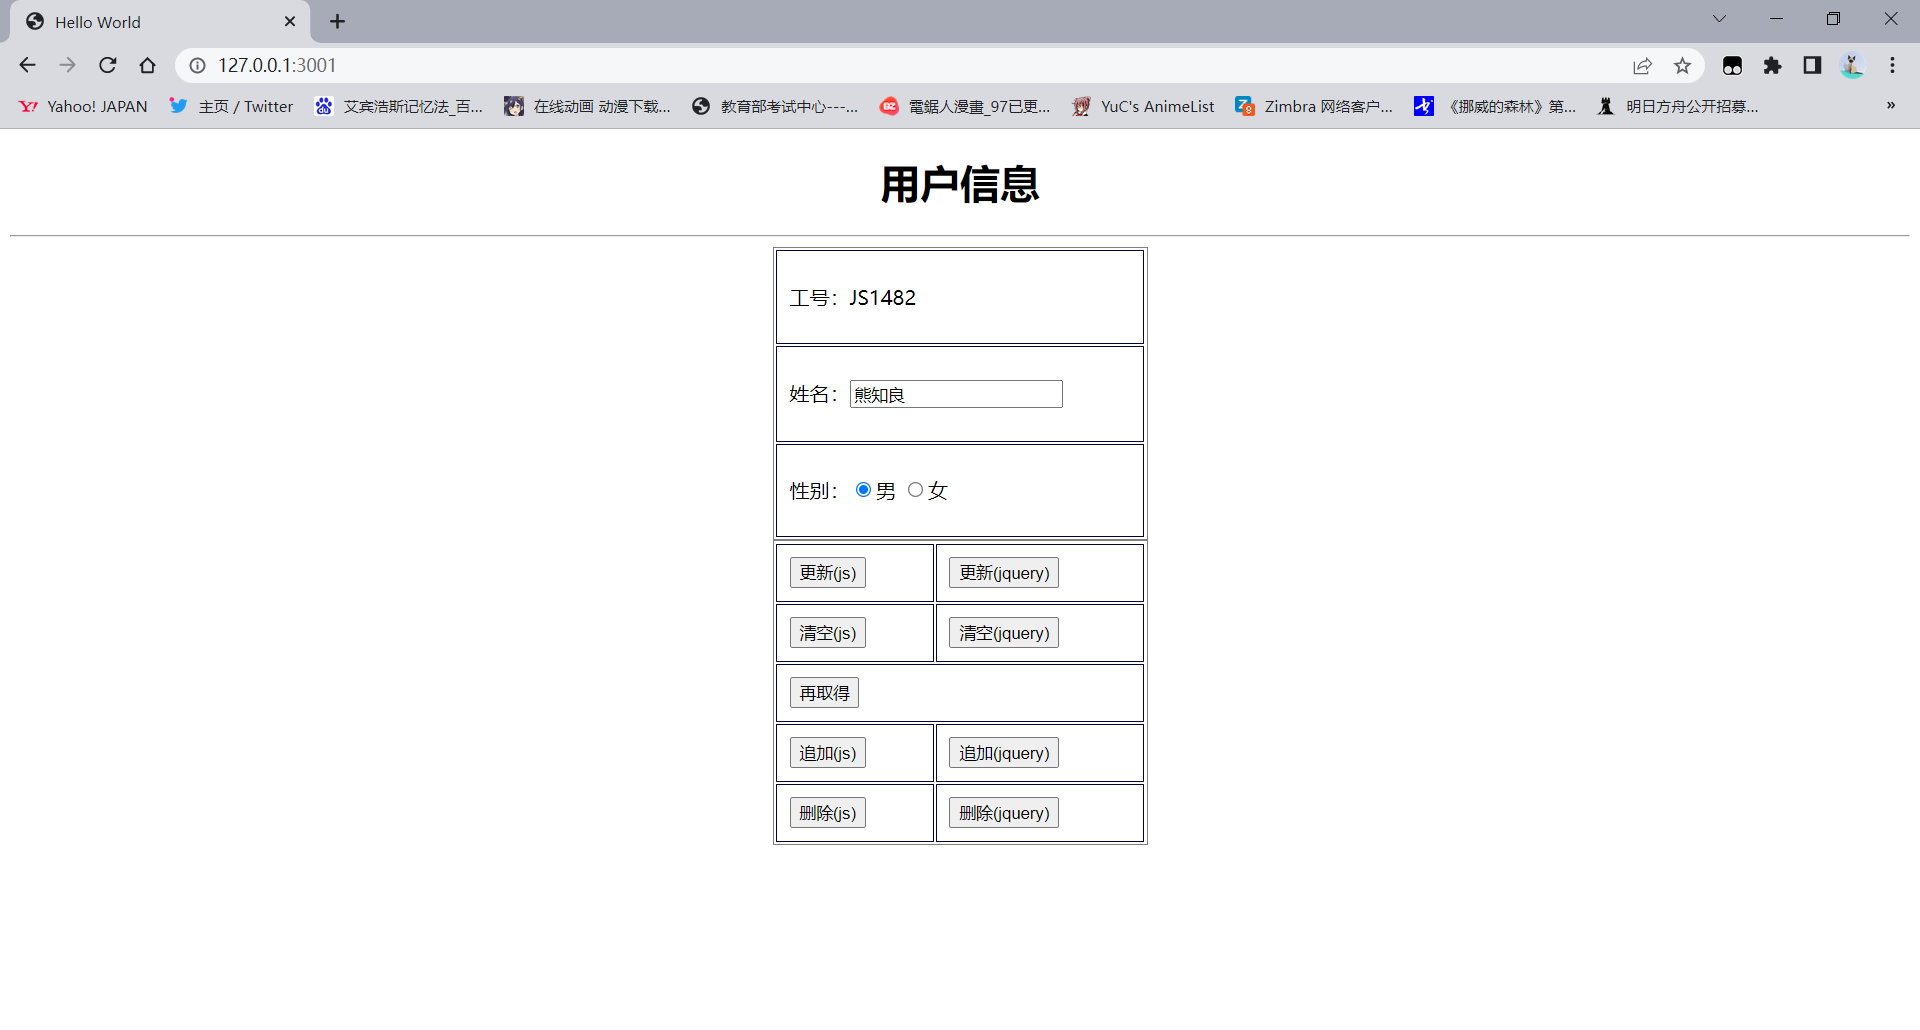 Hello World
127.0.0.1:3001
Yahoo! JAPAN 主页 / Twitter 艾宾浩斯记忆法_百... 在线动画 动漫下载... 教育部考试中心---... 電鋸人漫畫_97已更... YuC's AnimeList Zimbra 网络客户... 《挪威的森林》第... 明日方舟公开招募... »
用户信息
工号：JS1482
姓名：熊知良
性别： 男 女
更新(js) 更新(jquery)
清空(js) 清空(jquery)
再取得
追加(js) 追加(jquery)
删除(js) 删除(jquery)